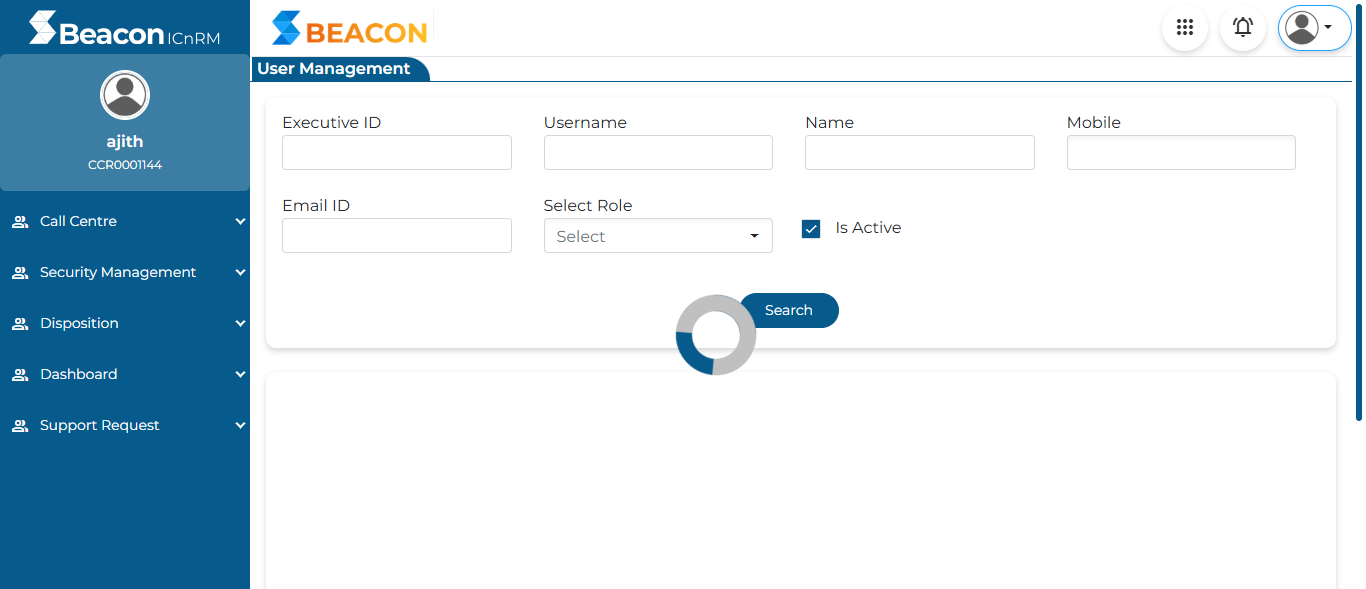 Beacon ICnRM
BEACON
User Management
ajith
CCR0001144
Call Centre
Security Management
Disposition
Dashboard
Support Request
Executive ID
Username
Name
Mobile
Email ID
Select Role
Select
Is Active
Search